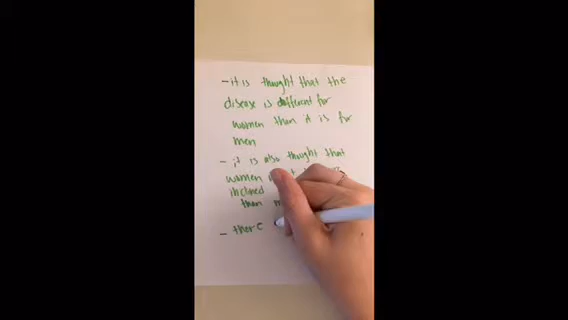 - it is thought that the
disease is different for
women than it is for
men
- it is also thought that
women
inclined
than
- there